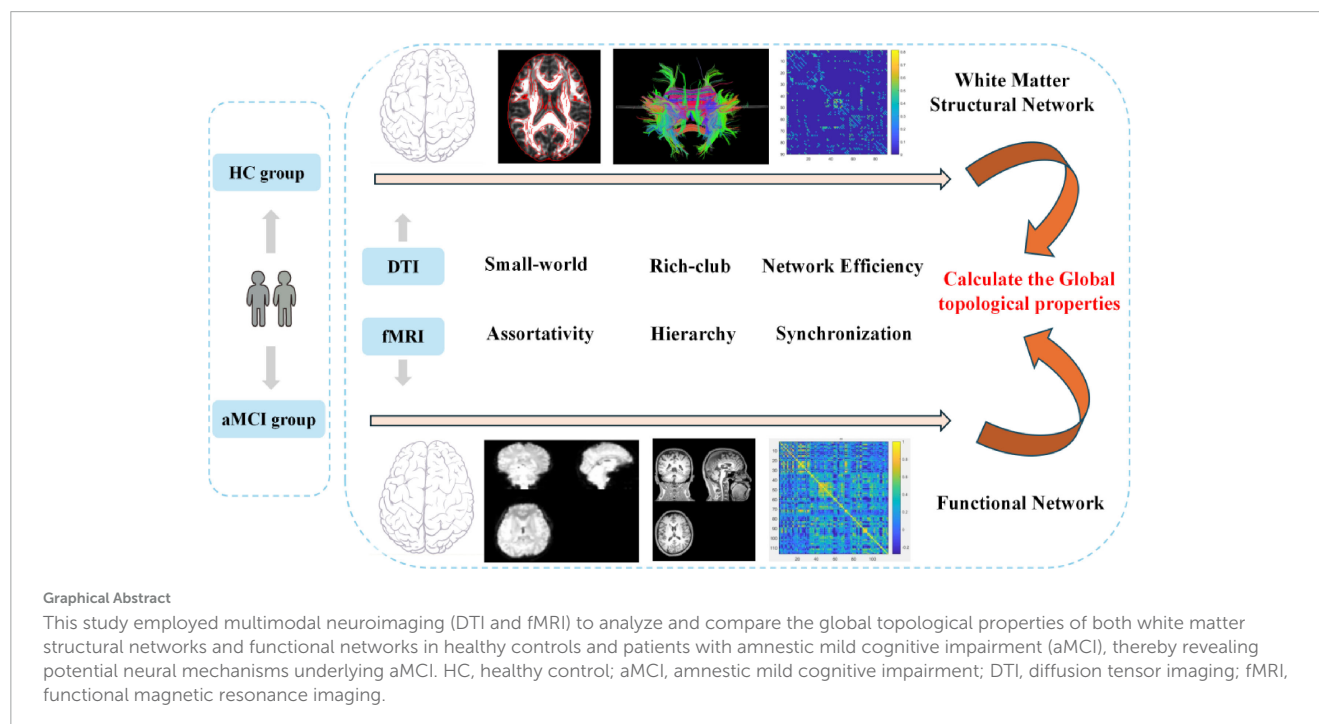 White Matter
Structural Network
HC group
DTI
Small-world
Rich-club
Network Efficiency
Calculate the Global
topological properties
fMRI
Assortativity
Hierarchy
Synchronization
aMCI group
Functional Network
Graphical Abstract
This study employed multimodal neuroimaging (DTI and fMRI) to analyze and compare the global topological properties of both white matter
structural networks and functional networks in healthy controls and patients with amnestic mild cognitive impairment (aMCI), thereby revealing
potential neural mechanisms underlying aMCI. HC, healthy control; aMCI, amnestic mild cognitive impairment; DTI, diffusion tensor imaging; fMRI,
functional magnetic resonance imaging.